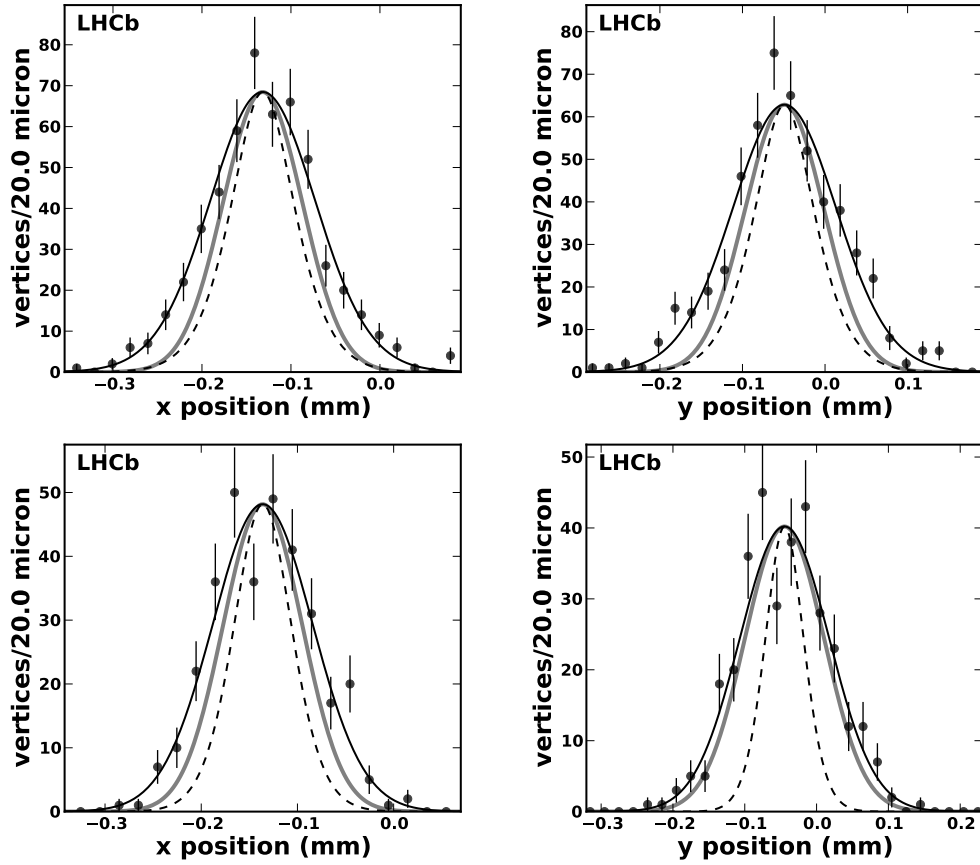 LHCb
vertices/20.0 micron
80
70
60
50
40
30
20
10
0
−0.3 −0.2 −0.1 0.0
x position (mm)
LHCb
vertices/20.0 micron
80
70
60
50
40
30
20
10
0
−0.2 −0.1 0.0 0.1
y position (mm)
LHCb
vertices/20.0 micron
50
40
30
20
10
0
−0.3 −0.2 −0.1 0.0
x position (mm)
LHCb
vertices/20.0 micron
50
40
30
20
10
0
−0.3 −0.2 −0.1 0.0 0.1 0.2
y position (mm)